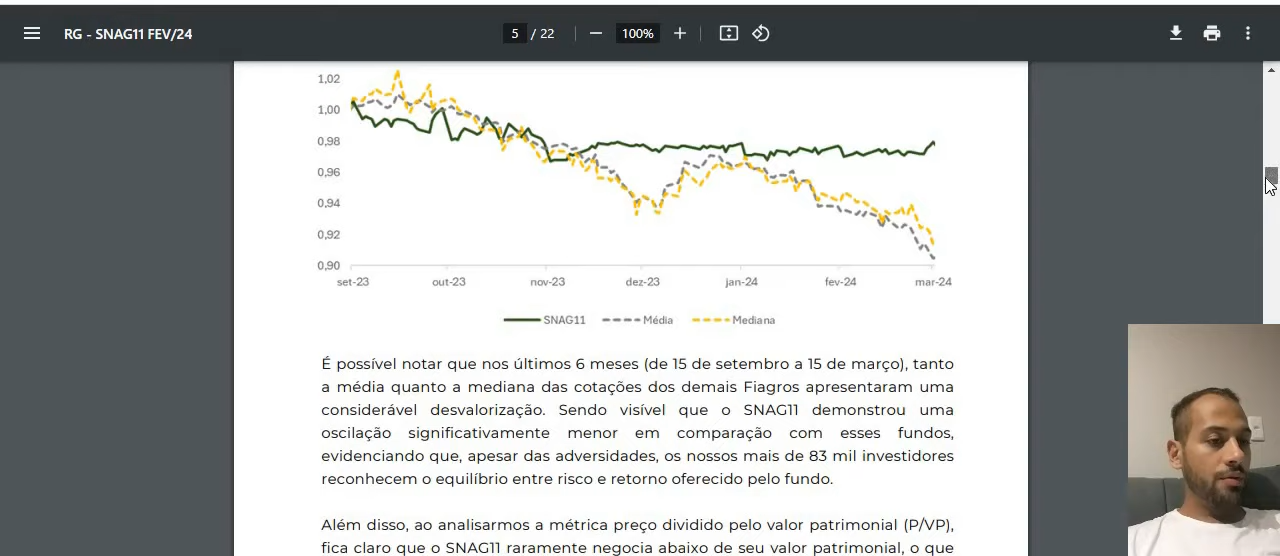 RG - SNAG11 FEV/24
5 / 22
100%
1,02
1,00
0,98
0,96
0,94
0,92
0,90
set-23 out-23 nov-23 dez-23 jan-24 fev-24 mar-24
SNAG11 Média Mediana
É possível notar que nos últimos 6 meses (de 15 de setembro a 15 de março), tanto
a média quanto a mediana das cotações dos demais Fiagros apresentaram uma
considerável desvalorização. Sendo visível que o SNAG11 demonstrou uma
oscilação significativamente menor em comparação com esses fundos,
evidenciando que, apesar das adversidades, os nossos mais de 83 mil investidores
reconhecem o equilíbrio entre risco e retorno oferecido pelo fundo.
Além disso, ao analisarmos a métrica preço dividido pelo valor patrimonial (P/VP),
fica claro que o SNAG11 raramente negocia abaixo de seu valor patrimonial, o que